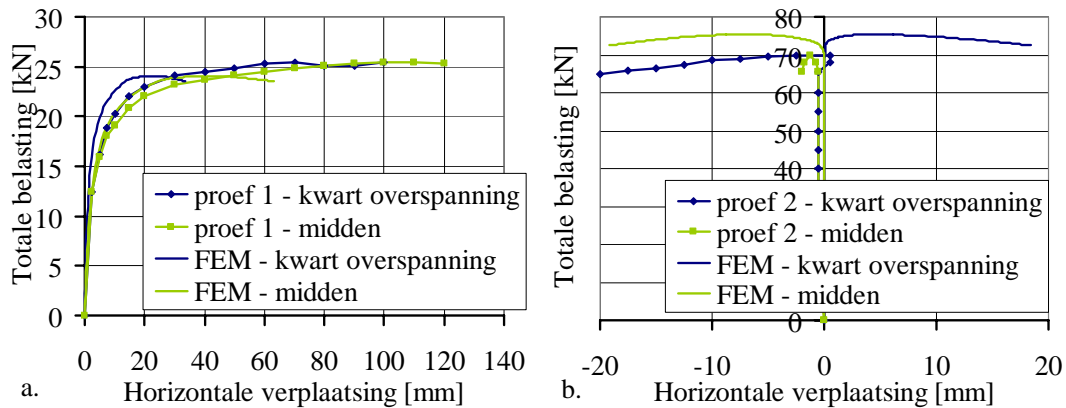 30
25
20
15
10
5
0
Totale belasting [kN]
proef 1 - kwart overspanning
proef 1 - midden
FEM - kwart overspanning
FEM - midden
0 20 40 60 80 100 120 140
a. Horizontale verplaatsing [mm]
80
70
60
50
40
0
Totale belasting [kN]
proef 2 - kwart overspanning
proef 2 - midden
FEM - kwart overspanning
FEM - midden
-20 -10 0 10 20
b. Horizontale verplaatsing [mm]